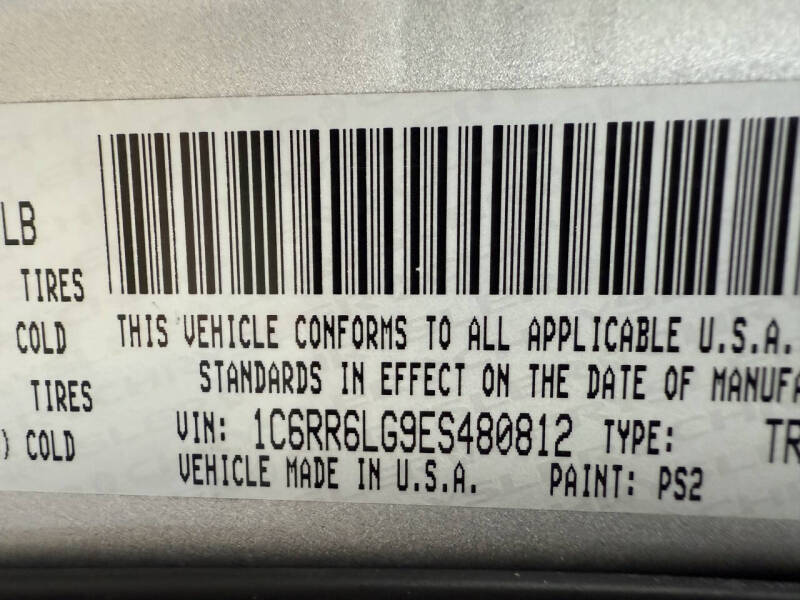 LB
TIRES
COLD
TIRES
) COLD
THIS VEHICLE CONFORMS TO ALL APPLICABLE U.S.A.
STANDARDS IN EFFECT ON THE DATE OF MANUFA
VIN: 1C6RR6LG9ES480812 TYPE: TR
VEHICLE MADE IN U.S.A. PAINT: PS2